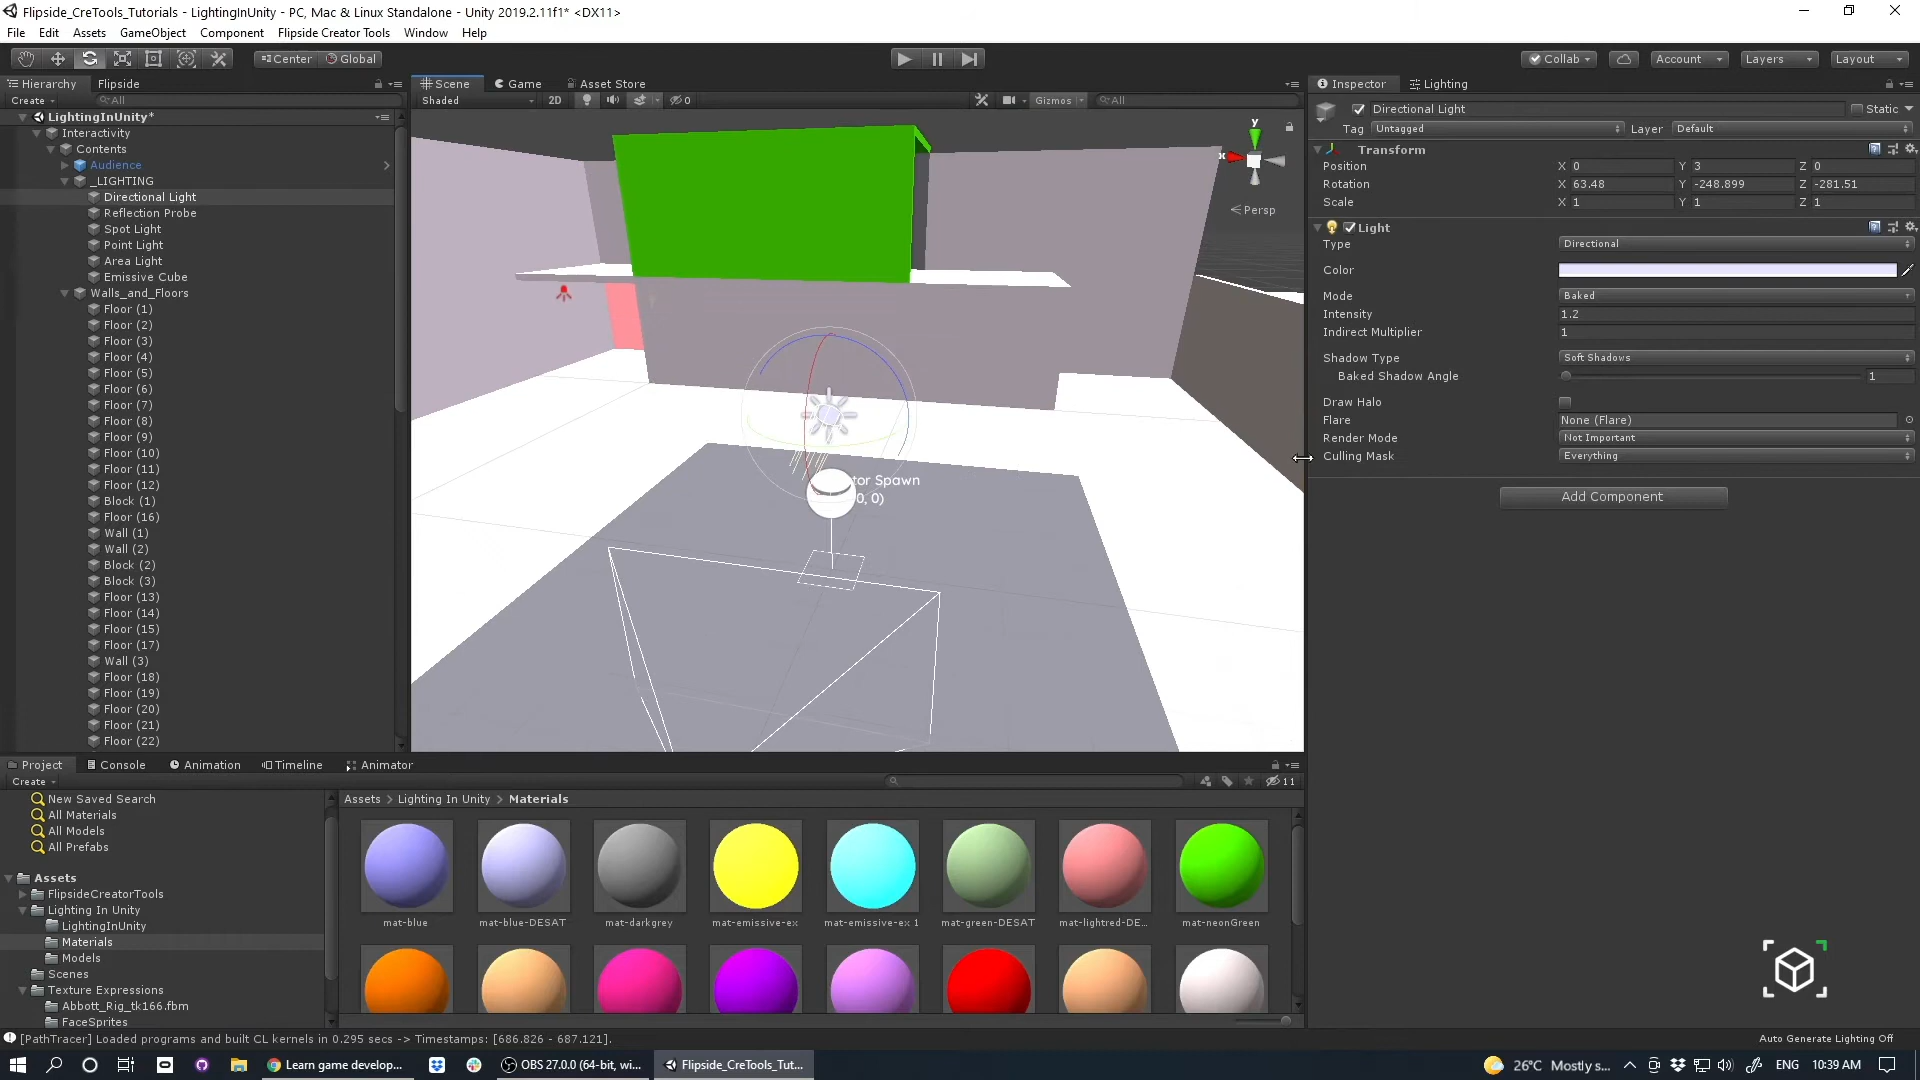 Flipside_CreTools_Tutorials - LightingInUnity - PC, Mac & Linux Standalone - Unity 2019.2.11f1* <DX11>
File Edit Assets GameObject Component Flipside Creator Tools Window Help
Center Global Collab Account Layers Layout
Hierarchy Flipside
Create All
LightingInUnity*
Interactivity
Contents
Audience
_LIGHTING
Directional Light
Reflection Probe
Spot Light
Point Light
Area Light
Emissive Cube
Walls_and_Floors
Floor (1)
Floor (2)
Floor (3)
Floor (4)
Floor (5)
Floor (6)
Floor (7)
Floor (8)
Floor (9)
Floor (10)
Floor (11)
Floor (12)
Block (1)
Floor (16)
Wall (1)
Wall (2)
Block (2)
Block (3)
Floor (13)
Floor (14)
Floor (15)
Floor (17)
Wall (3)
Floor (18)
Floor (19)
Floor (20)
Floor (21)
Floor (22)
Scene Game Asset Store
Shaded 2D 0 Gizmos All
y
x
Persp
tor Spawn
0, 0)
Inspector Lighting
Directional Light Static
Tag Untagged Layer Default
Transform
Position X 0 Y 3 Z 0
Rotation X 63.48 Y -248.899 Z -281.51
Scale X 1 Y 1 Z 1
Light
Type Directional
Color
Mode Baked
Intensity 1.2
Indirect Multiplier 1
Shadow Type Soft Shadows
Baked Shadow Angle 1
Draw Halo
Flare None (Flare)
Render Mode Not Important
Culling Mask Everything
Add Component
Project Console Animation Timeline Animator
Create 11
New Saved Search
All Materials
All Models
All Prefabs
Assets
FlipsideCreatorTools
Lighting In Unity
LightingInUnity
Materials
Models
Scenes
Texture Expressions
Abbott_Rig_tk166.fbm
FaceSprites
Assets > Lighting In Unity > Materials
mat-blue mat-blue-DESAT mat-darkgrey mat-emissive-ex mat-emissive-ex 1 mat-green-DESAT mat-lightred-DE... mat-neonGreen
[PathTracer] Loaded programs and built CL kernels in 0.295 secs -> Timestamps: [686.826 - 687.121].
Auto Generate Lighting Off
Learn game develop... OBS 27.0.0 (64-bit, wi... Flipside_CreTools_Tut... 26°C Mostly s... ENG 10:39 AM